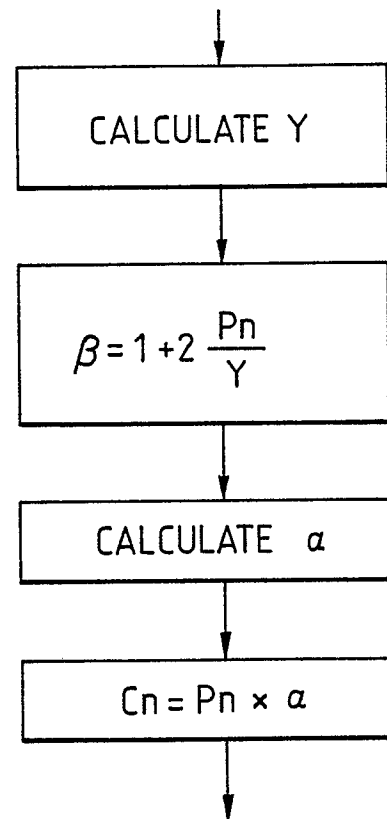 CALCULATE Y
β = 1 + 2 Pn/Y
CALCULATE α
Cn = Pn × α